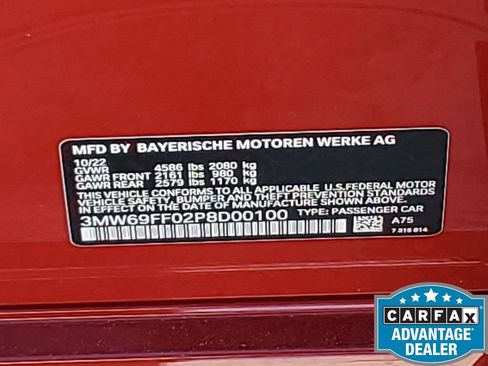 MFD BY BAYERISCHE MOTOREN WERKE AG
10/22
GVWR 4586 lbs 2080 kg
GAWR FRONT 2161 lbs 980 kg
GAWR REAR 2579 lbs 1170 kg
THIS VEHICLE CONFORMS TO ALL APPLICABLE U.S. FEDERAL MOTOR
VEHICLE SAFETY, BUMPER, AND THEFT PREVENTION STANDARDS
IN EFFECT ON THE DATE OF MANUFACTURE SHOWN ABOVE.
3MW69FF02P8D00100 TYPE: PASSENGER CAR
A75
7 315 014
CARFAX
ADVANTAGE
DEALER